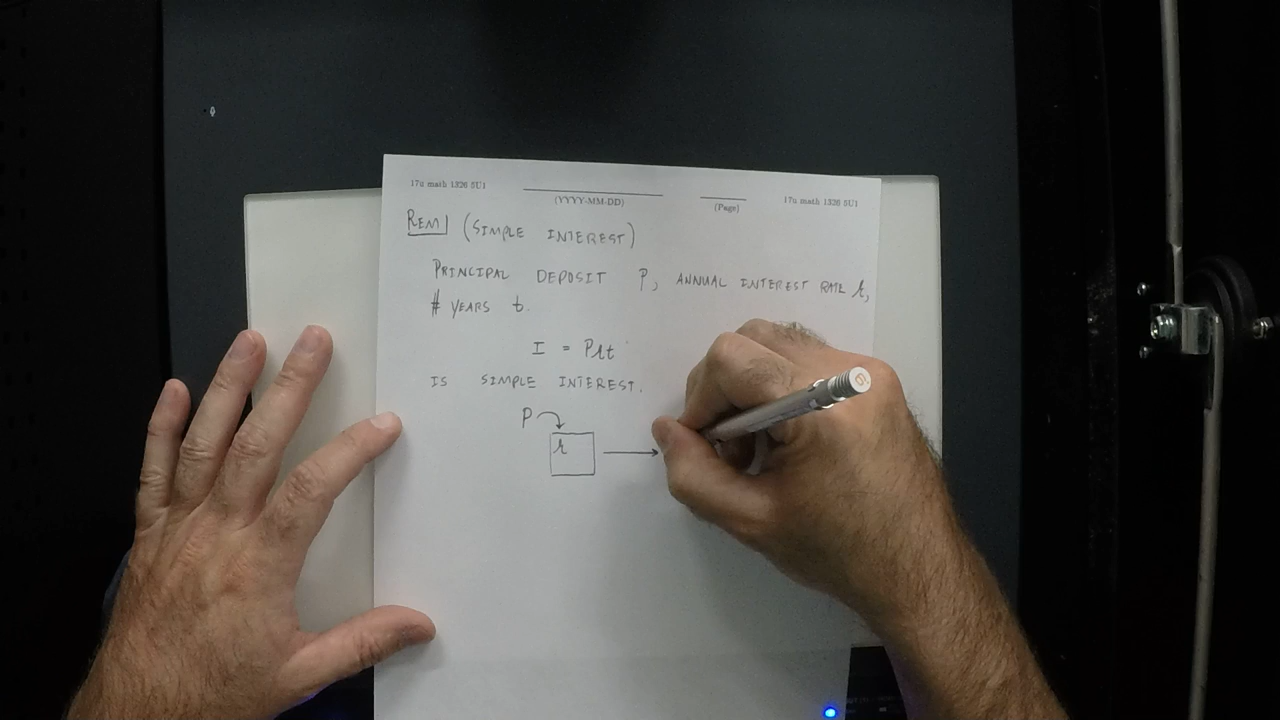 17u math 1326 5U1
(YYYY-MM-DD)
(Page)
17u math 1326 5U1
REM (SIMPLE INTEREST)
PRINCIPAL DEPOSIT P, ANNUAL INTEREST RATE r,
# YEARS t.
I = Prt
IS SIMPLE INTEREST.
P
r